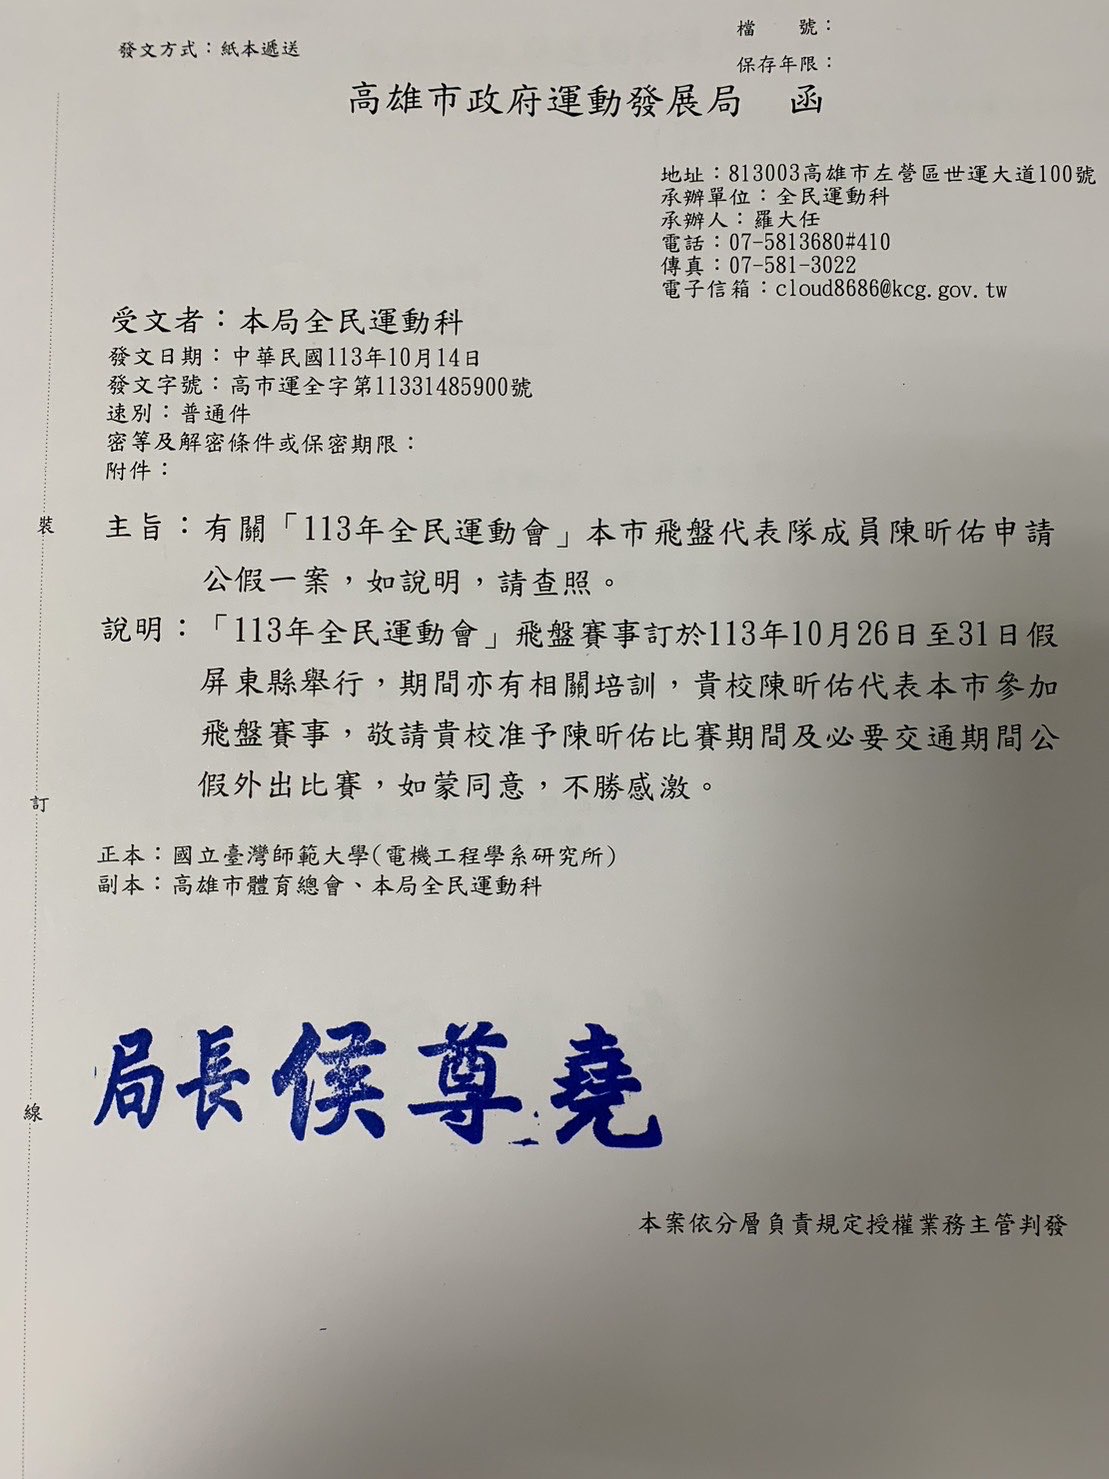 檔　　號：
發文方式：紙本遞送
保存年限：
高雄市政府運動發展局　函
地址：813003高雄市左營區世運大道100號
承辦單位：全民運動科
承辦人：羅大任
電話：07-5813680#410
傳真：07-581-3022
電子信箱：cloud8686@kcg.gov.tw
受文者：本局全民運動科
發文日期：中華民國113年10月14日
發文字號：高市運全字第11331485900號
速別：普通件
密等及解密條件或保密期限：
附件：
主旨：有關「113年全民運動會」本市飛盤代表隊成員陳昕佑申請
公假一案，如說明，請查照。
說明：「113年全民運動會」飛盤賽事訂於113年10月26日至31日假
屏東縣舉行，期間亦有相關培訓，貴校陳昕佑代表本市參加
飛盤賽事，敬請貴校准予陳昕佑比賽期間及必要交通期間公
假外出比賽，如蒙同意，不勝感激。
正本：國立臺灣師範大學(電機工程學系研究所)
副本：高雄市體育總會、本局全民運動科
局長侯尊堯
本案依分層負責規定授權業務主管判發
裝
訂
線